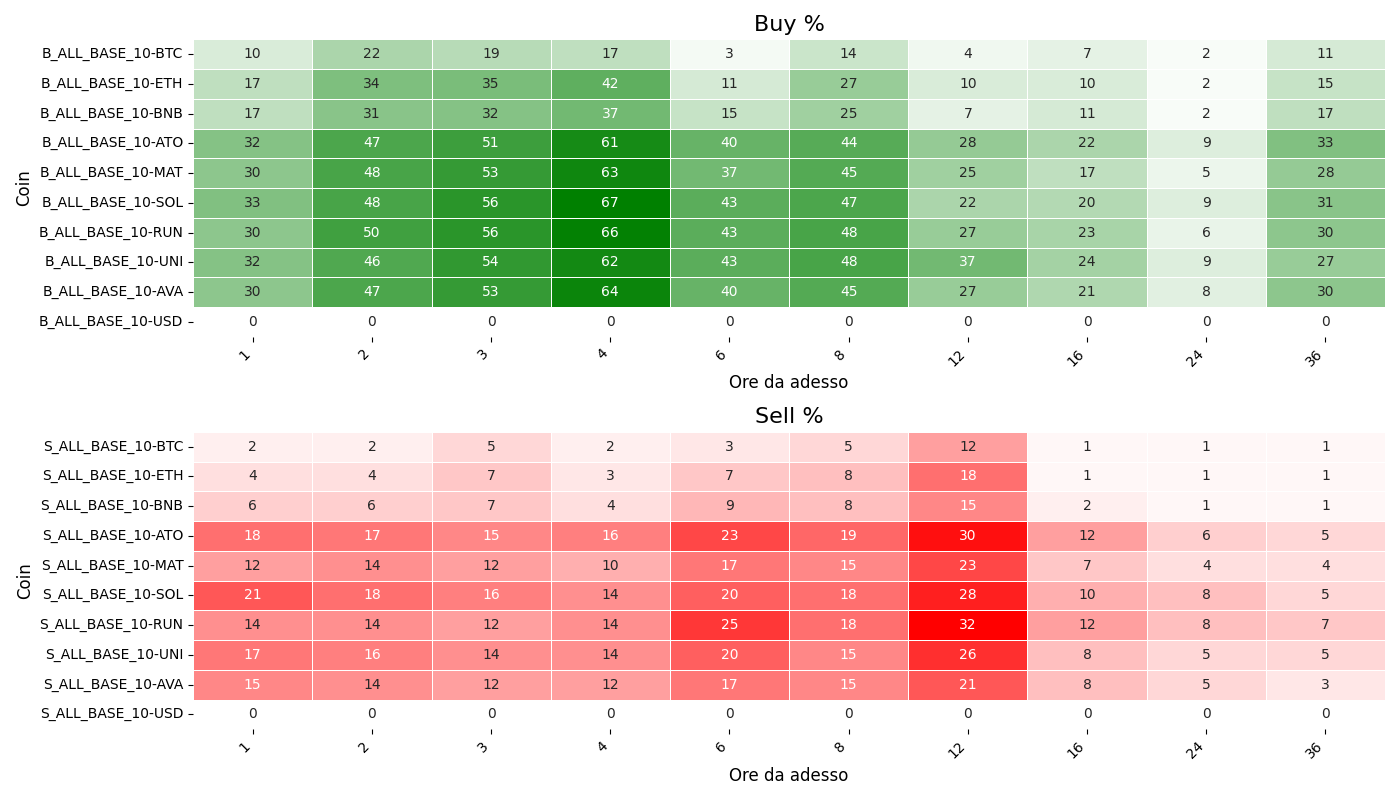 Buy %
Coin
B_ALL_BASE_10-BTC 10 22 19 17 3 14 4 7 2 11
B_ALL_BASE_10-ETH 17 34 35 42 11 27 10 10 2 15
B_ALL_BASE_10-BNB 17 31 32 37 15 25 7 11 2 17
B_ALL_BASE_10-ATO 32 47 51 61 40 44 28 22 9 33
B_ALL_BASE_10-MAT 30 48 53 63 37 45 25 17 5 28
B_ALL_BASE_10-SOL 33 48 56 67 43 47 22 20 9 31
B_ALL_BASE_10-RUN 30 50 56 66 43 48 27 23 6 30
B_ALL_BASE_10-UNI 32 46 54 62 43 48 37 24 9 27
B_ALL_BASE_10-AVA 30 47 53 64 40 45 27 21 8 30
B_ALL_BASE_10-USD 0 0 0 0 0 0 0 0 0 0
1 2 3 4 6 8 12 16 24 36
Ore da adesso
Sell %
Coin
S_ALL_BASE_10-BTC 2 2 5 2 3 5 12 1 1 1
S_ALL_BASE_10-ETH 4 4 7 3 7 8 18 1 1 1
S_ALL_BASE_10-BNB 6 6 7 4 9 8 15 2 1 1
S_ALL_BASE_10-ATO 18 17 15 16 23 19 30 12 6 5
S_ALL_BASE_10-MAT 12 14 12 10 17 15 23 7 4 4
S_ALL_BASE_10-SOL 21 18 16 14 20 18 28 10 8 5
S_ALL_BASE_10-RUN 14 14 12 14 25 18 32 12 8 7
S_ALL_BASE_10-UNI 17 16 14 14 20 15 26 8 5 5
S_ALL_BASE_10-AVA 15 14 12 12 17 15 21 8 5 3
S_ALL_BASE_10-USD 0 0 0 0 0 0 0 0 0 0
1 2 3 4 6 8 12 16 24 36
Ore da adesso